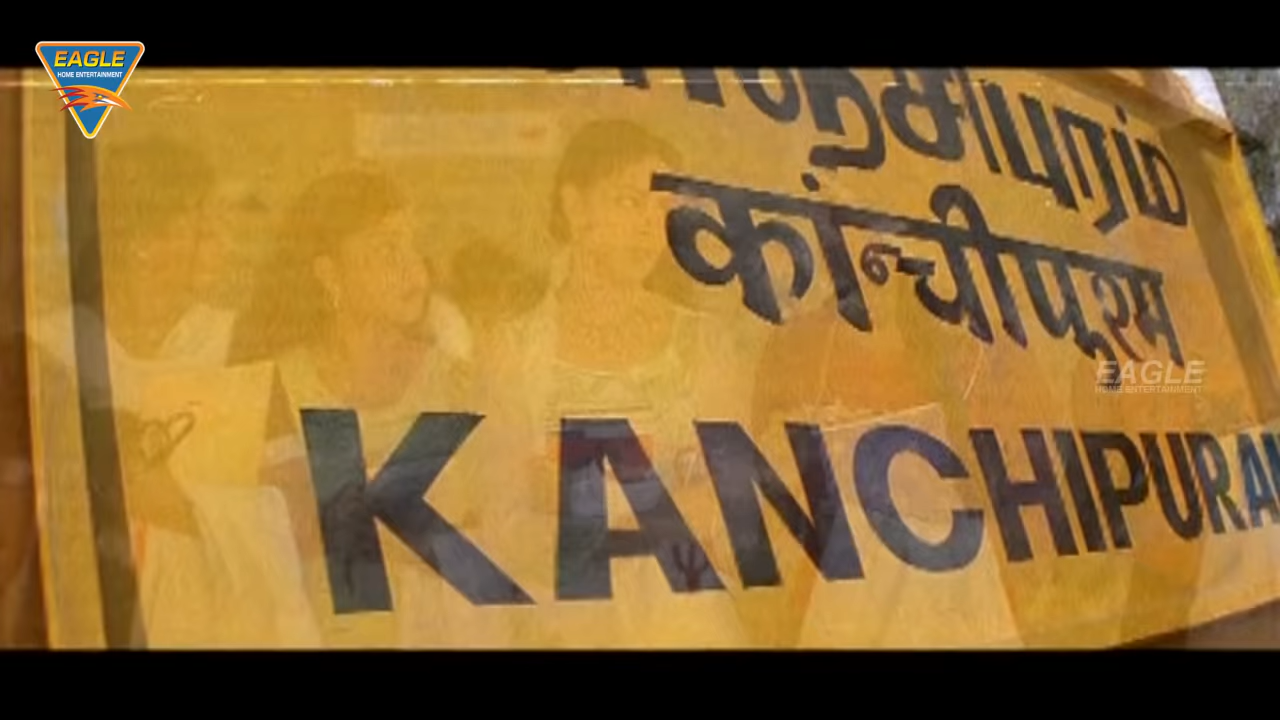 EAGLE
HOME ENTERTAINMENT
कांन्चीपूरम
KANCHIPURA
EAGLE
HOME ENTERTAINMENT